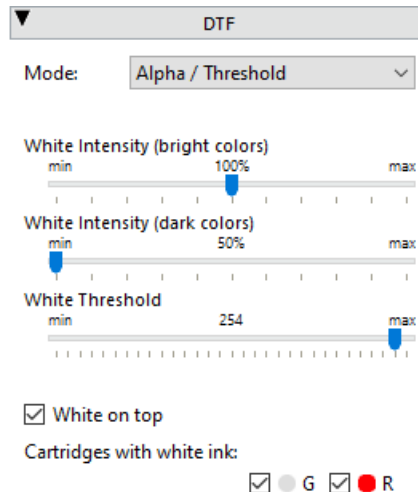 DTF
Mode: Alpha / Threshold
White Intensity (bright colors)
min 100% max
White Intensity (dark colors)
min 50% max
White Threshold
min 254 max
White on top
Cartridges with white ink:
G R